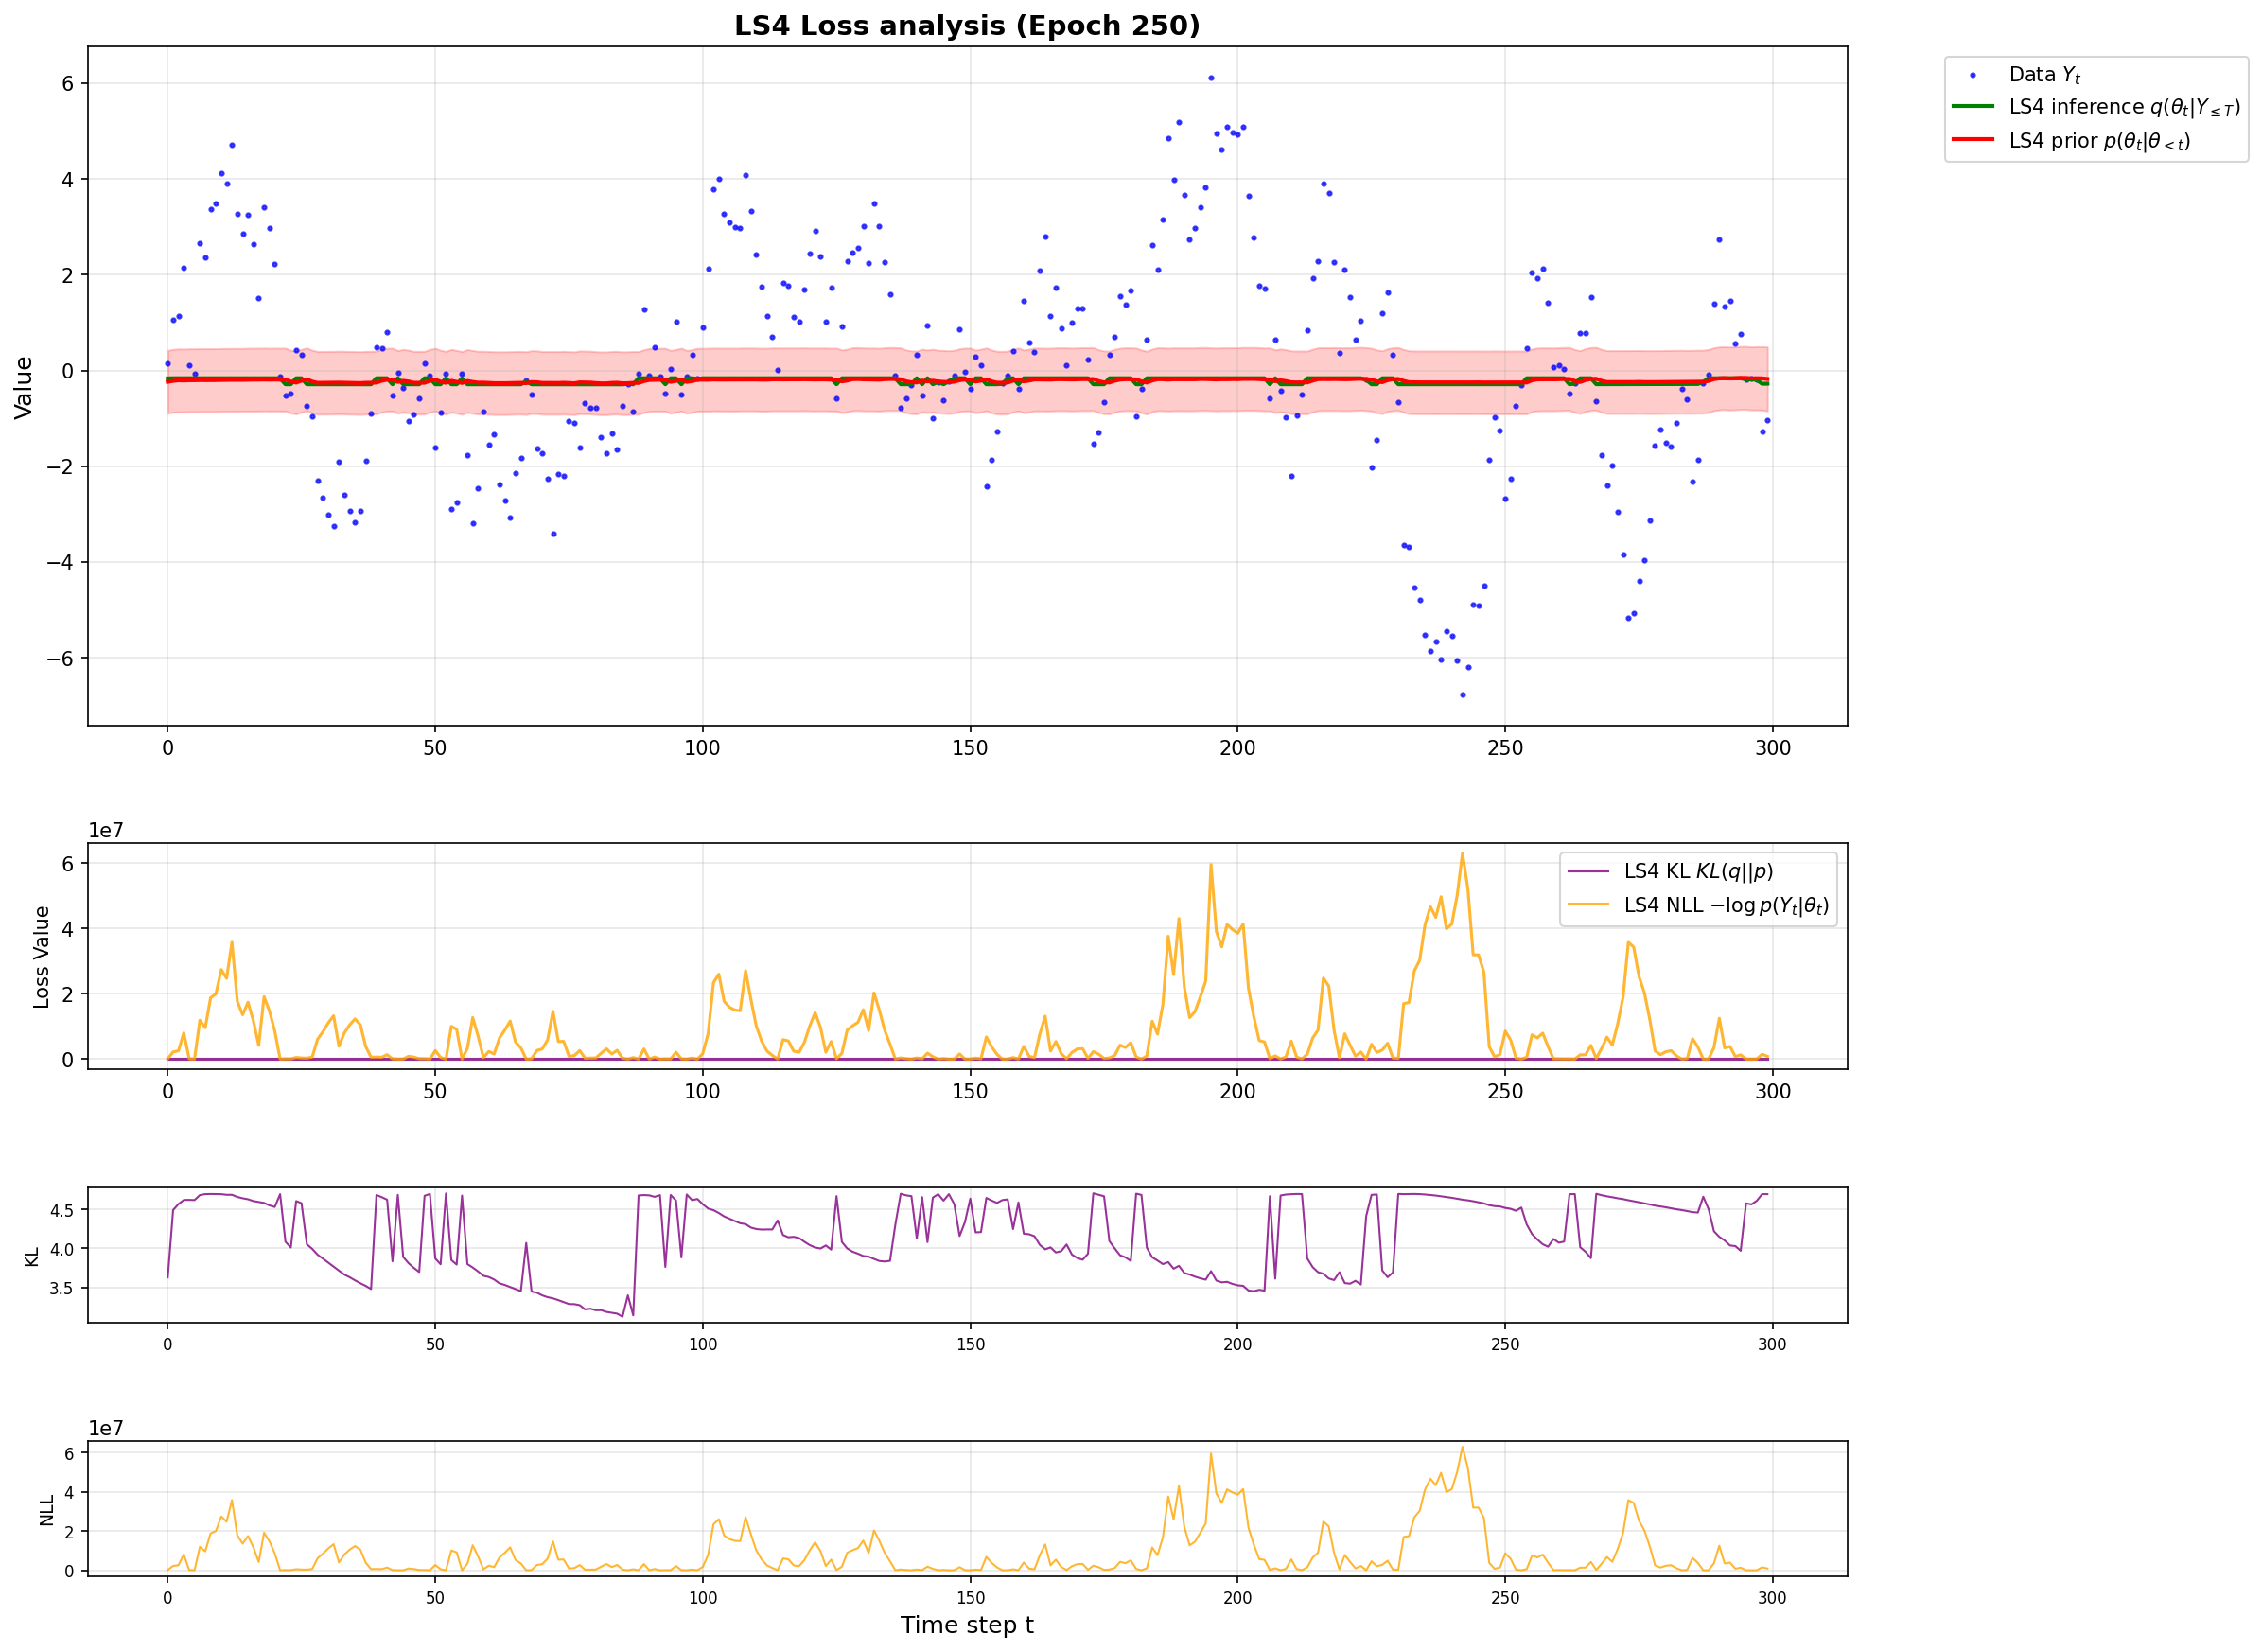 LS4 Loss analysis (Epoch 250)
Data Y_t
LS4 inference q(θ_t|Y_{≤T})
LS4 prior p(θ_t|θ_{<t})
Value
6
4
2
0
−2
−4
−6
0 50 100 150 200 250 300
1e7
LS4 KL KL(q||p)
LS4 NLL −log p(Y_t|θ_t)
Loss Value
6
4
2
0
0 50 100 150 200 250 300
KL
4.5
4.0
3.5
0 50 100 150 200 250 300
1e7
NLL
6
4
2
0
0 50 100 150 200 250 300
Time step t